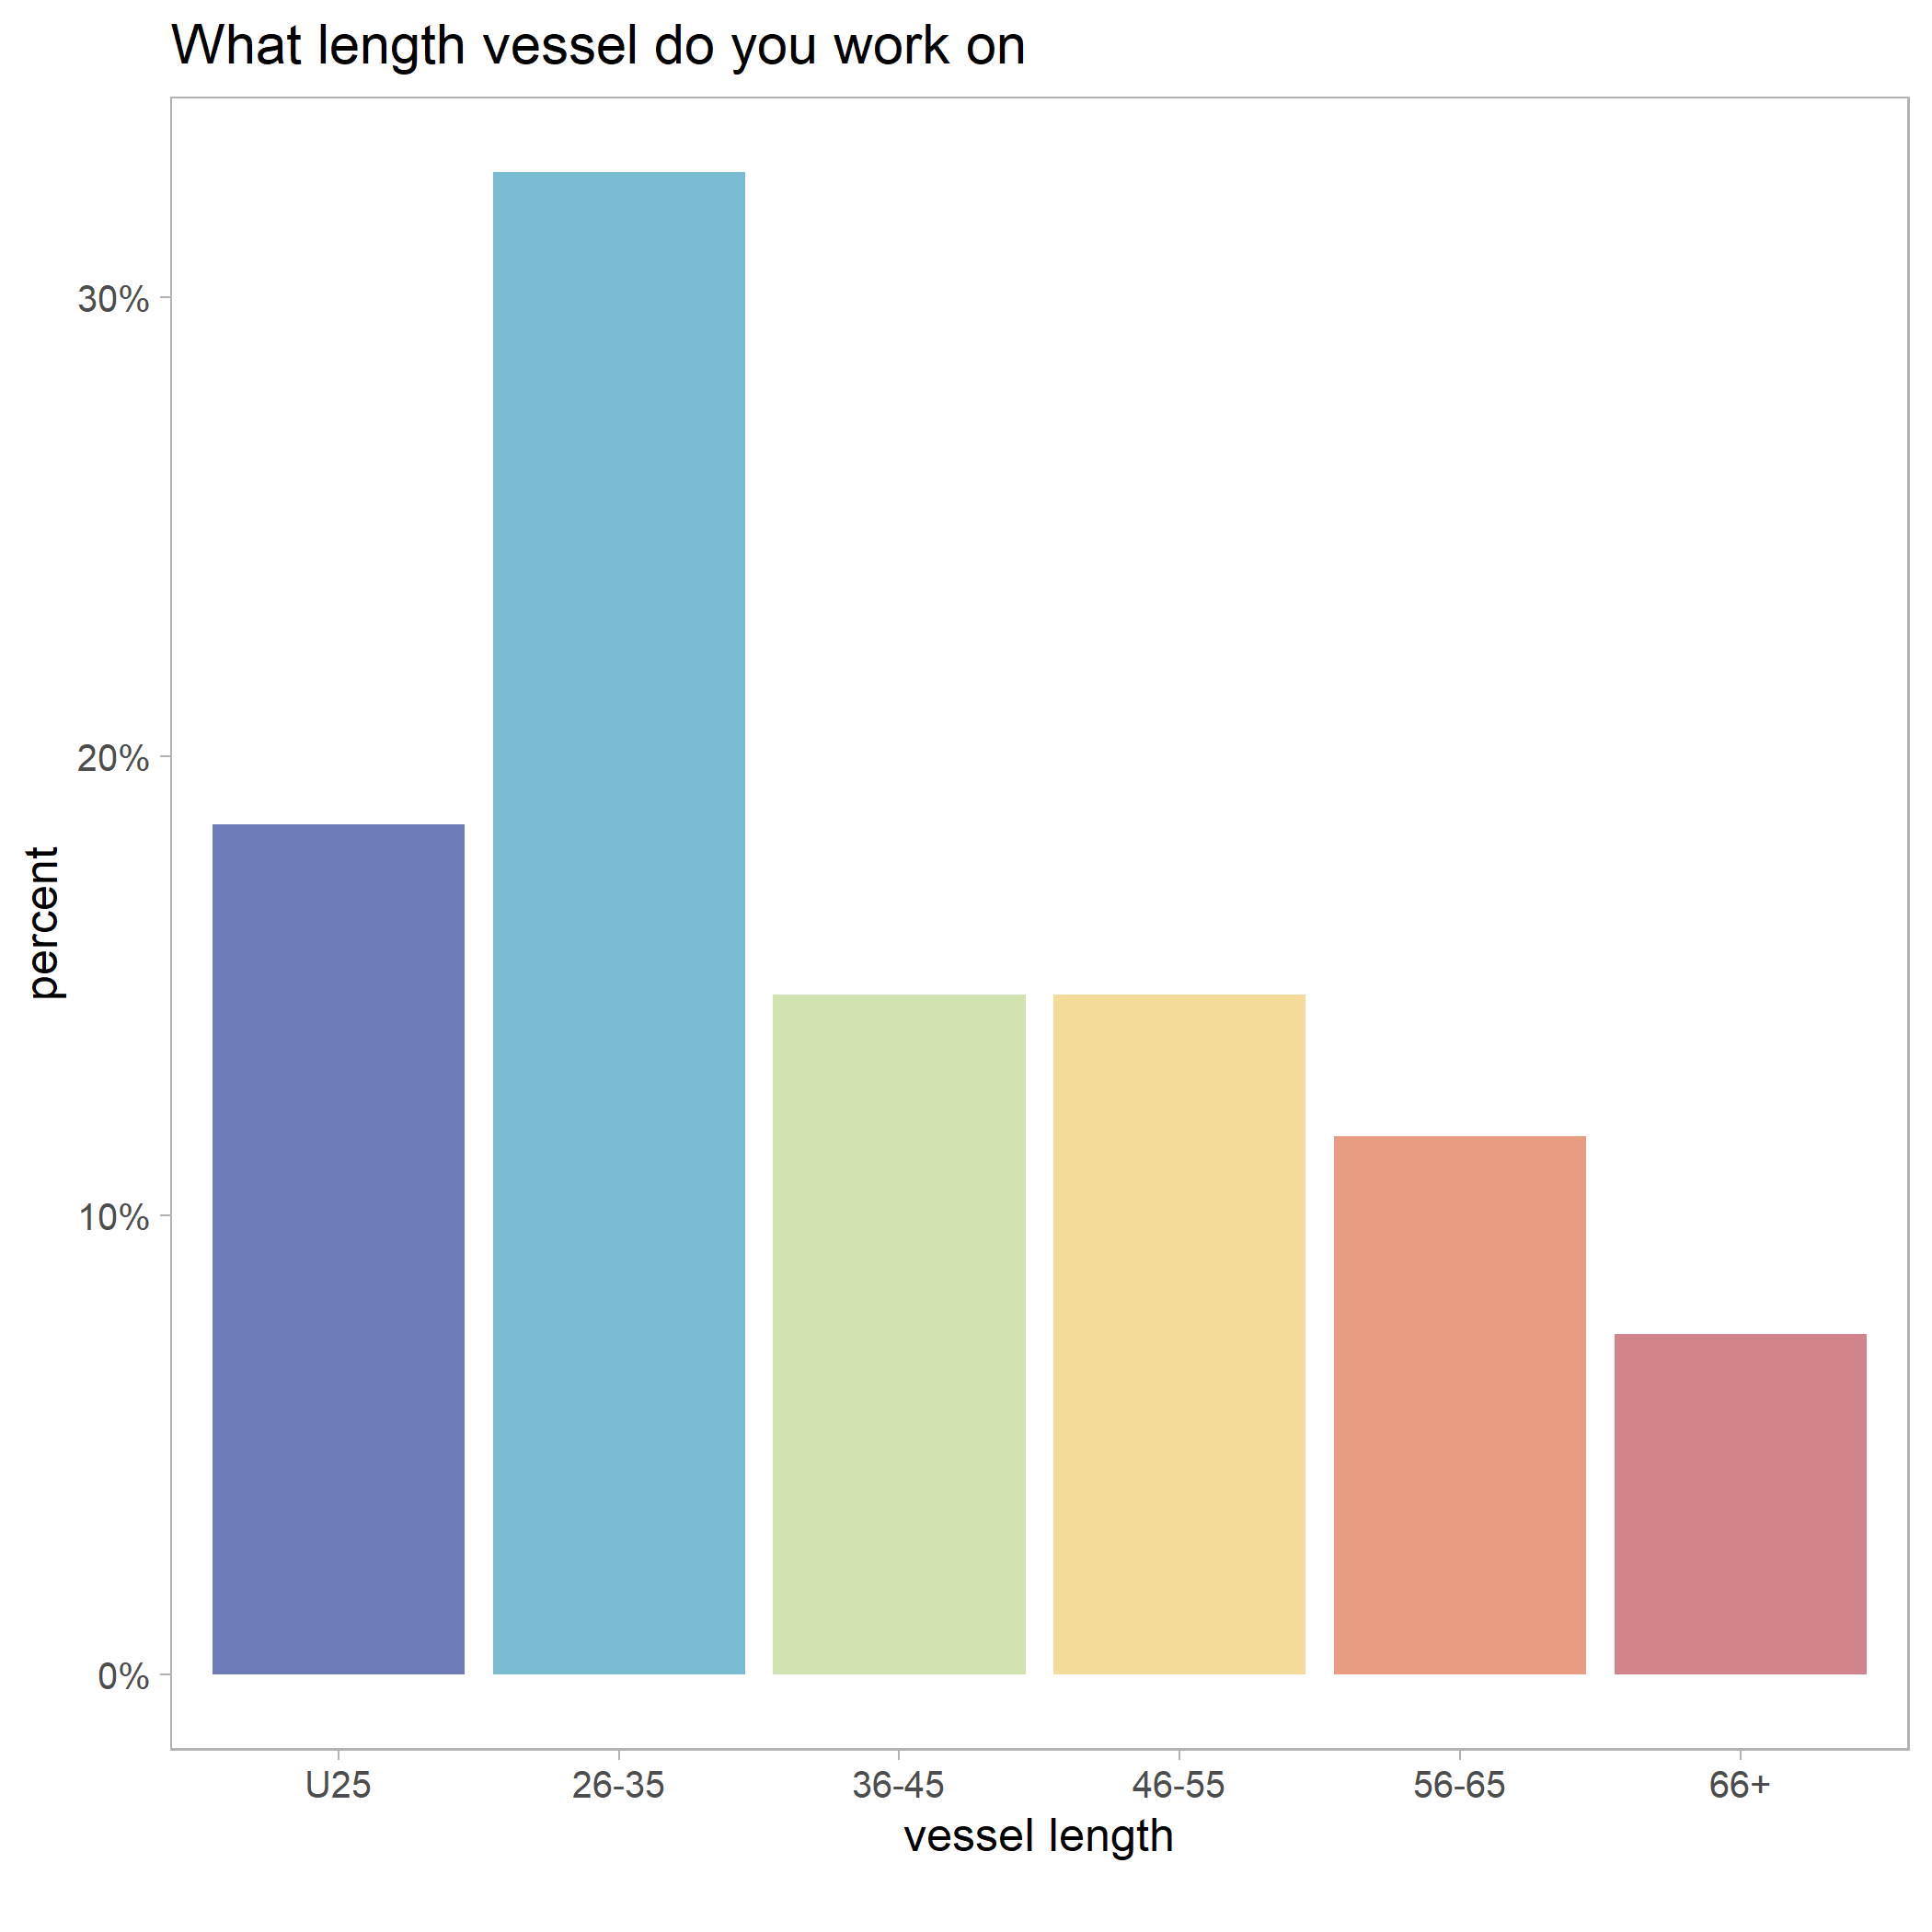 What length vessel do you work on
percent
30%
20%
10%
0%
U25 26-35 36-45 46-55 56-65 66+
vessel length